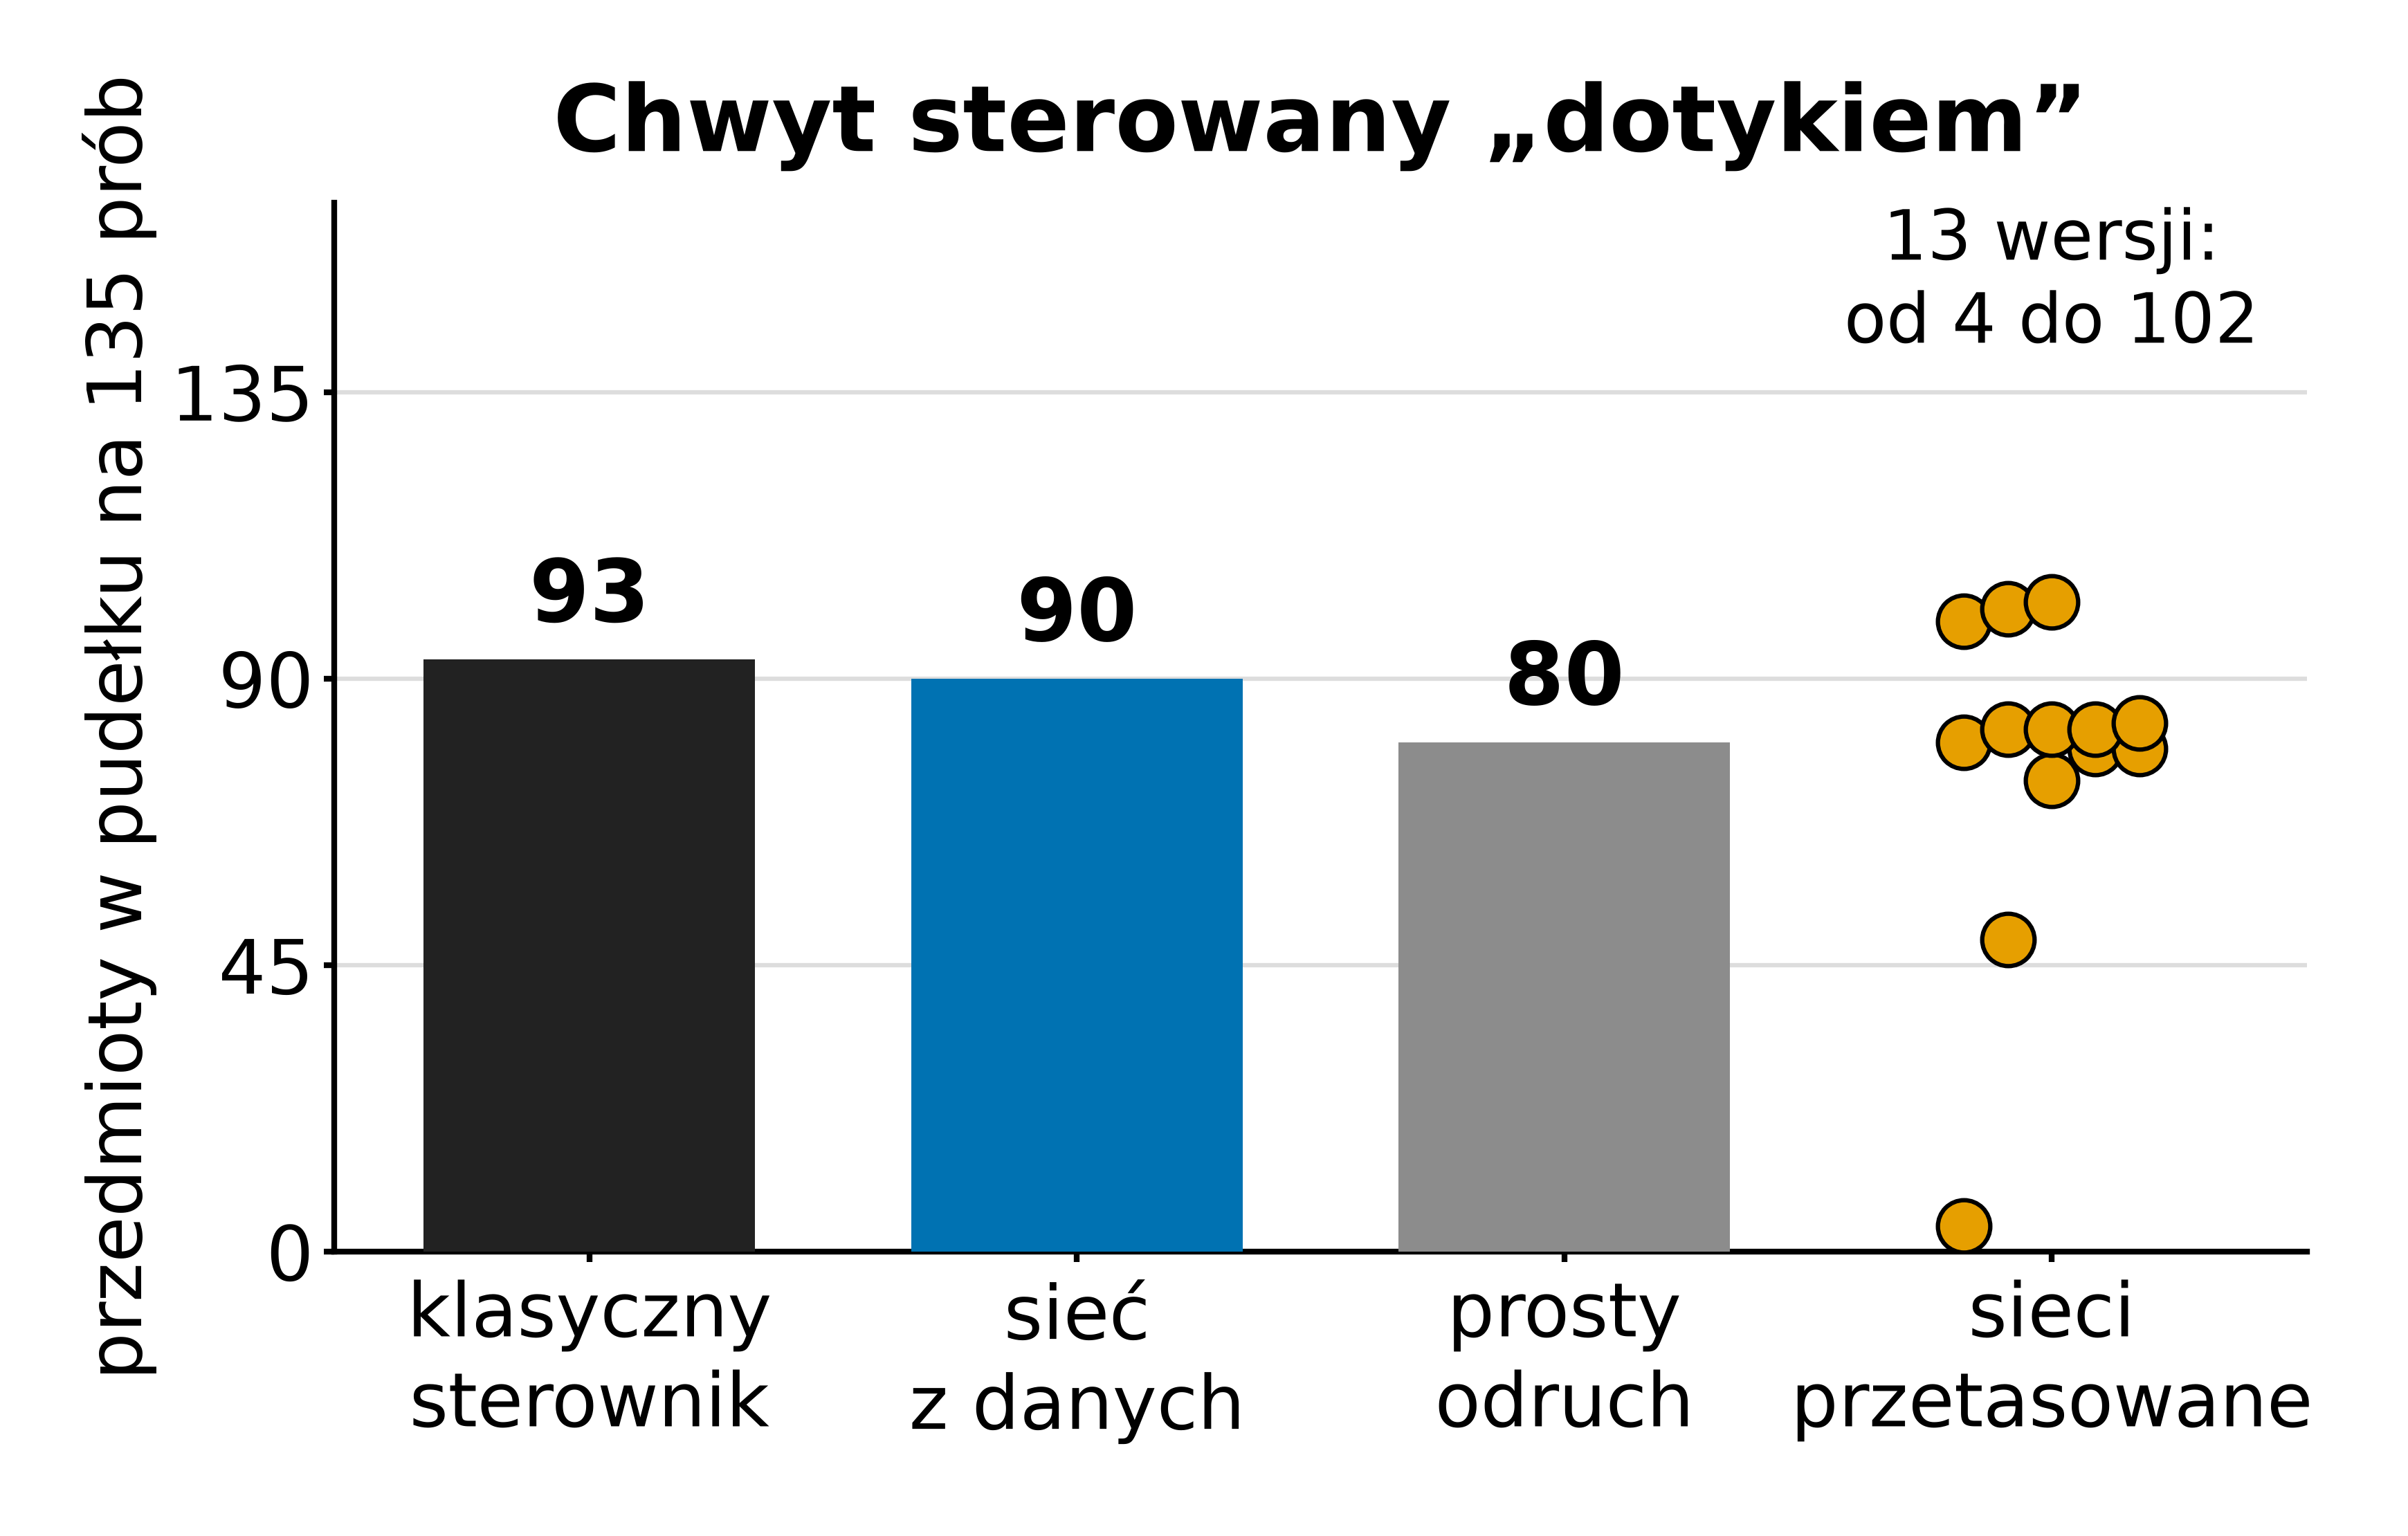 Chwyt sterowany „dotykiem”
przedmioty w pudełku na 135 prób
13 wersji:
od 4 do 102
135
90
45
0
93
90
80
klasyczny
sterownik
sieć
z danych
prosty
odruch
sieci
przetasowane